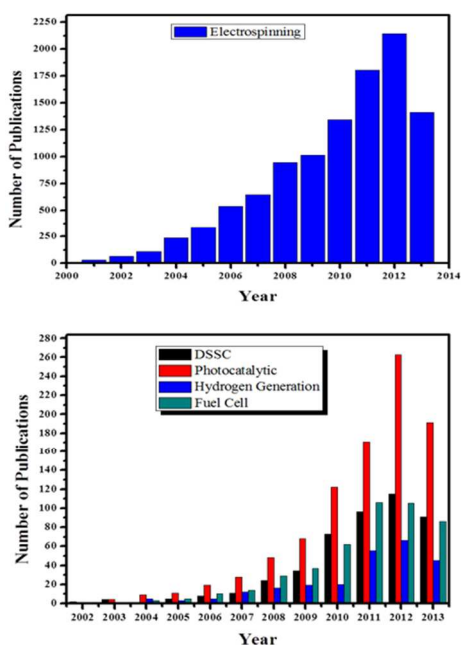 2250
2000
1750
1500
1250
1000
750
500
250
0
Number of Publications
Electrospinning
2000 2002 2004 2006 2008 2010 2012 2014
Year
280
260
240
220
200
180
160
140
120
100
80
60
40
20
0
Number of Publications
DSSC
Photocatalytic
Hydrogen Generation
Fuel Cell
2002 2003 2004 2005 2006 2007 2008 2009 2010 2011 2012 2013
Year